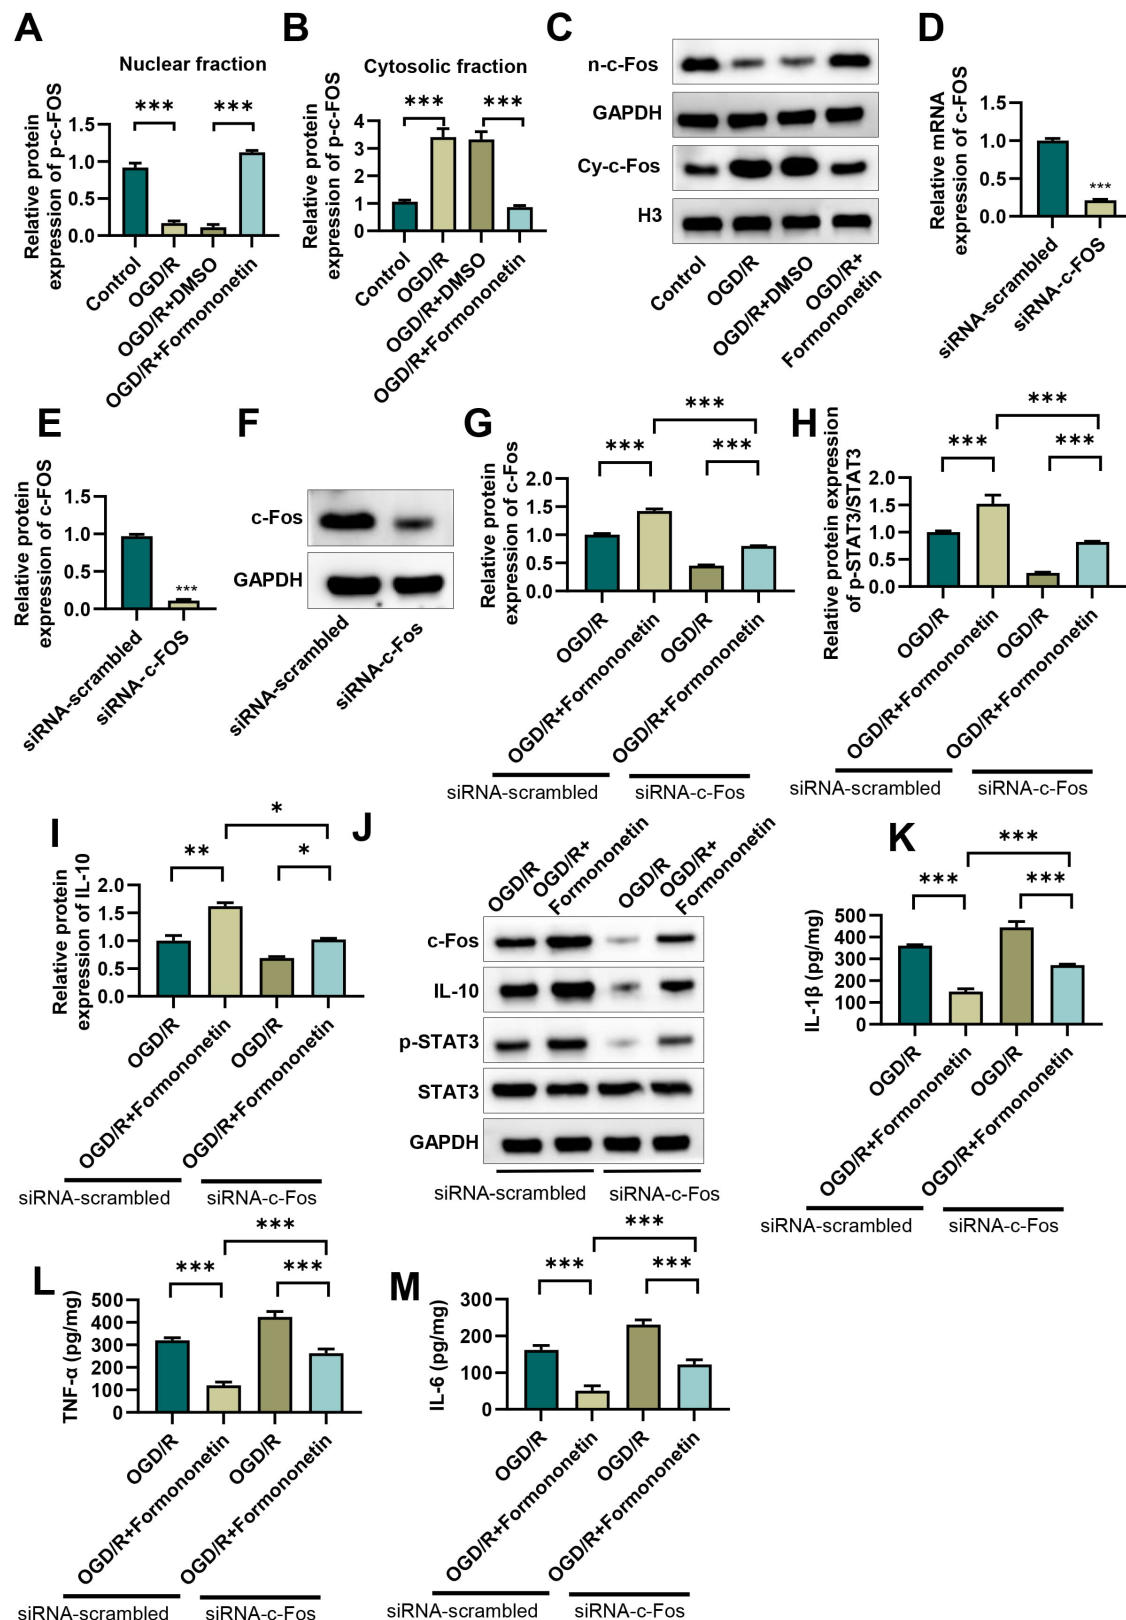 A
Nuclear fraction
Relative protein
expression of p-c-FOS
1.5
1.0
0.5
0.0
***
***
Control
OGD/R
OGD/R+DMSO
OGD/R+Formononetin
B
Cytosolic fraction
Relative protein
expression of p-c-FOS
4
3
2
1
0
***
***
Control
OGD/R
OGD/R+DMSO
OGD/R+Formononetin
C
n-c-Fos
GAPDH
Cy-c-Fos
H3
Control
OGD/R
OGD/R+DMSO
OGD/R+
Formononetin
D
Relative mRNA
expression of c-FOS
1.5
1.0
0.5
0.0
***
siRNA-scrambled
siRNA-c-FOS
E
Relative protein
expression of c-FOS
1.5
1.0
0.5
0.0
***
siRNA-scrambled
siRNA-c-FOS
F
c-Fos
GAPDH
siRNA-scrambled
siRNA-c-Fos
G
Relative protein
expression of c-Fos
2.0
1.5
1.0
0.5
0.0
***
***
***
OGD/R
OGD/R+Formononetin
OGD/R
OGD/R+Formononetin
siRNA-scrambled
siRNA-c-Fos
H
Relative protein expression
of p-STAT3/STAT3
2.0
1.5
1.0
0.5
0.0
***
***
***
OGD/R
OGD/R+Formononetin
OGD/R
OGD/R+Formononetin
siRNA-scrambled
siRNA-c-Fos
I
Relative protein
expression of IL-10
2.0
1.5
1.0
0.5
0.0
**
*
*
OGD/R
OGD/R+Formononetin
OGD/R
OGD/R+Formononetin
siRNA-scrambled
siRNA-c-Fos
J
OGD/R
OGD/R+
Formononetin
OGD/R
OGD/R+
Formononetin
c-Fos
IL-10
p-STAT3
STAT3
GAPDH
siRNA-scrambled
siRNA-c-Fos
K
IL-1β (pg/mg)
500
400
300
200
100
0
***
***
***
OGD/R
OGD/R+Formononetin
OGD/R
OGD/R+Formononetin
siRNA-scrambled
siRNA-c-Fos
L
TNF-α (pg/mg)
500
400
300
200
100
0
***
***
***
OGD/R
OGD/R+Formononetin
OGD/R
OGD/R+Formononetin
siRNA-scrambled
siRNA-c-Fos
M
IL-6 (pg/mg)
300
200
100
0
***
***
***
OGD/R
OGD/R+Formononetin
OGD/R
OGD/R+Formononetin
siRNA-scrambled
siRNA-c-Fos